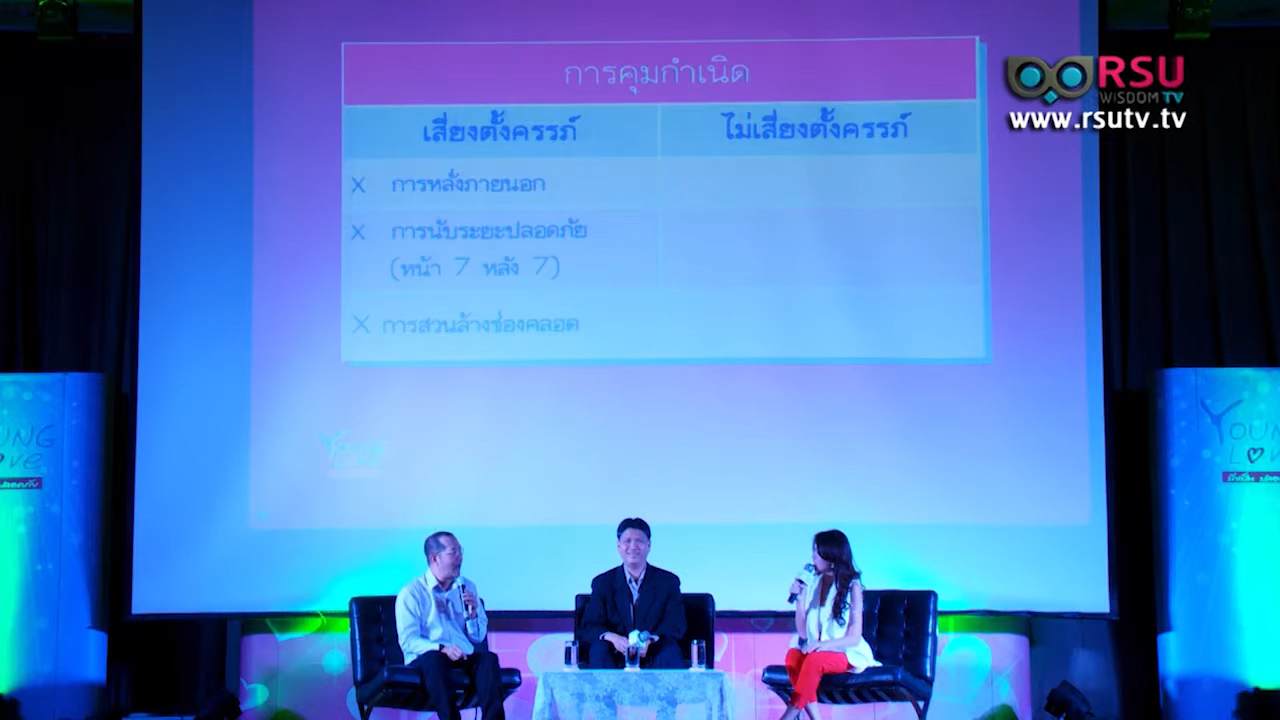 การคุมกำเนิด
เสี่ยงตั้งครรภ์
ไม่เสี่ยงตั้งครรภ์
X การหลั่งภายนอก
X การนับระยะปลอดภัย
(หน้า 7 หลัง 7)
X การสวนล้างช่องคลอด
RSU
WISDOM TV
www.rsutv.tv
Young
Love